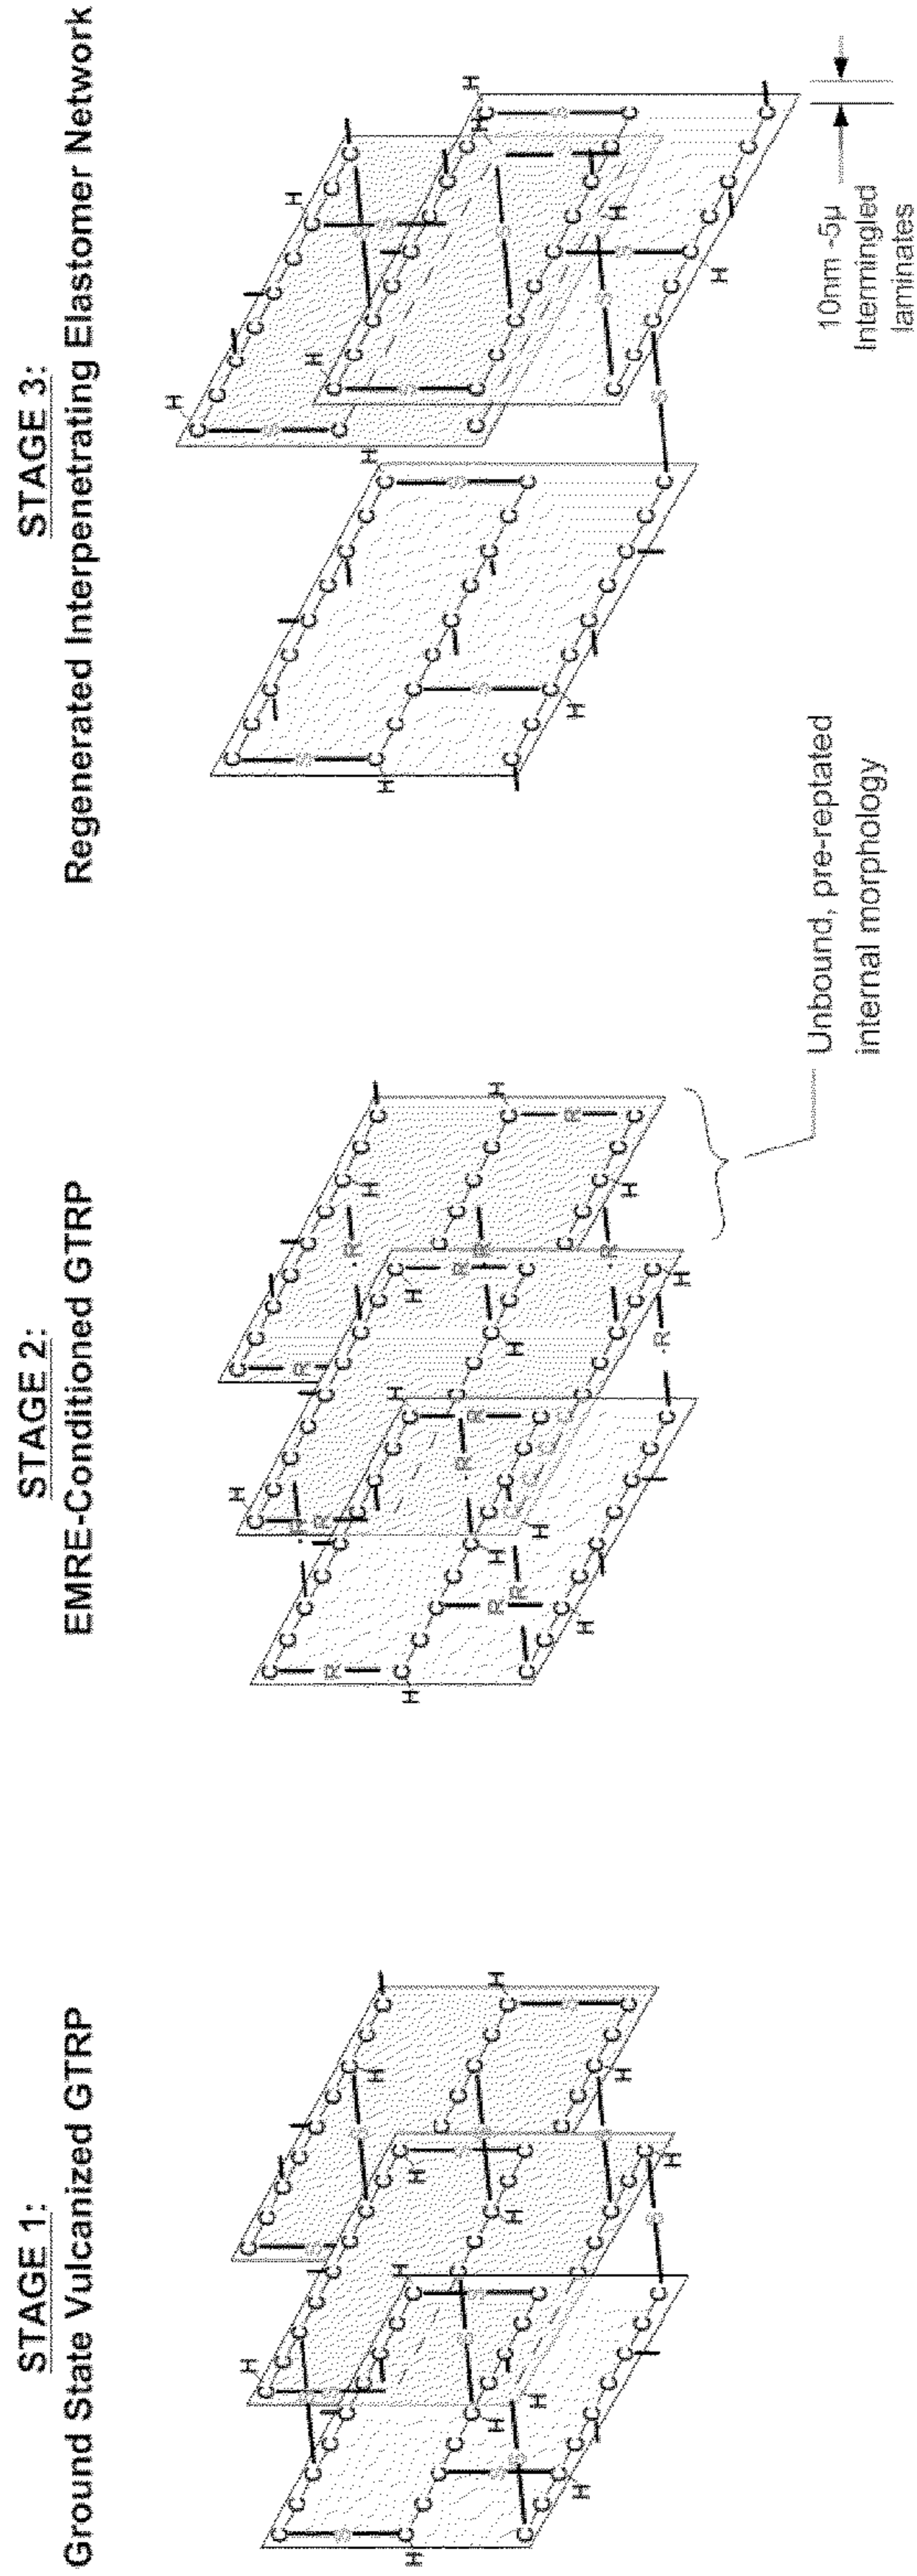 STAGE 1:
Ground State Vulcanized GTRP
STAGE 2:
EMRE-Conditioned GTRP
Unbound, pre-reptated
internal morphology
STAGE 3:
Regenerated Interpenetrating Elastomer Network
10nm -5µ
Intermingled
laminates